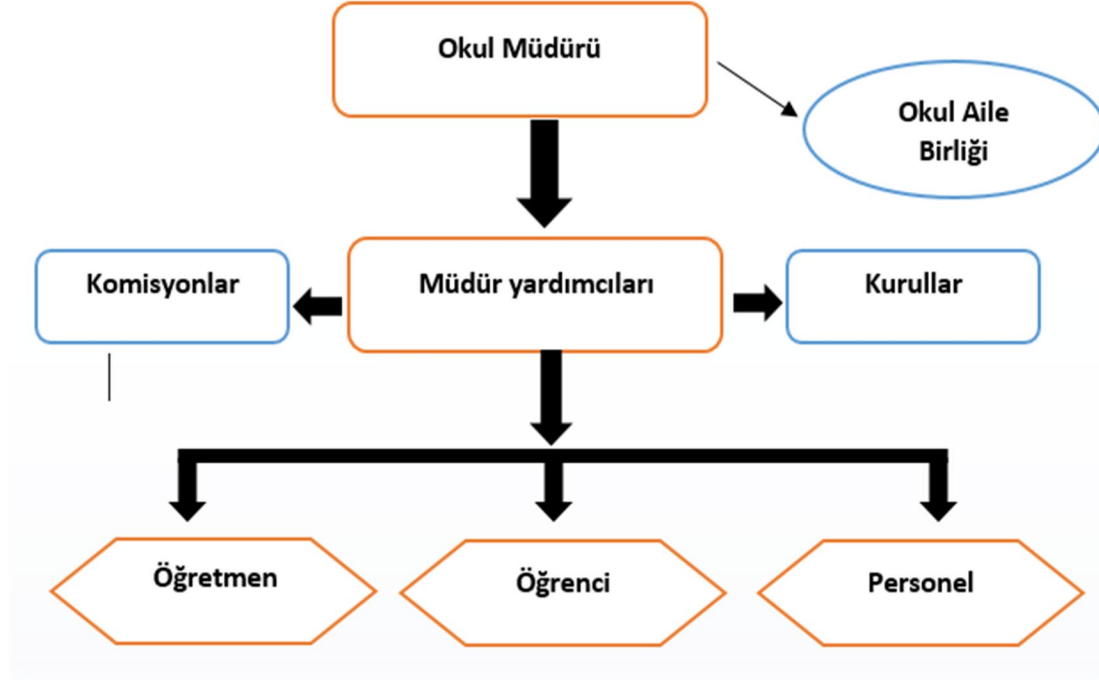 Okul Müdürü
Okul Aile
Birliği
Komisyonlar
Müdür yardımcıları
Kurullar
Öğretmen
Öğrenci
Personel